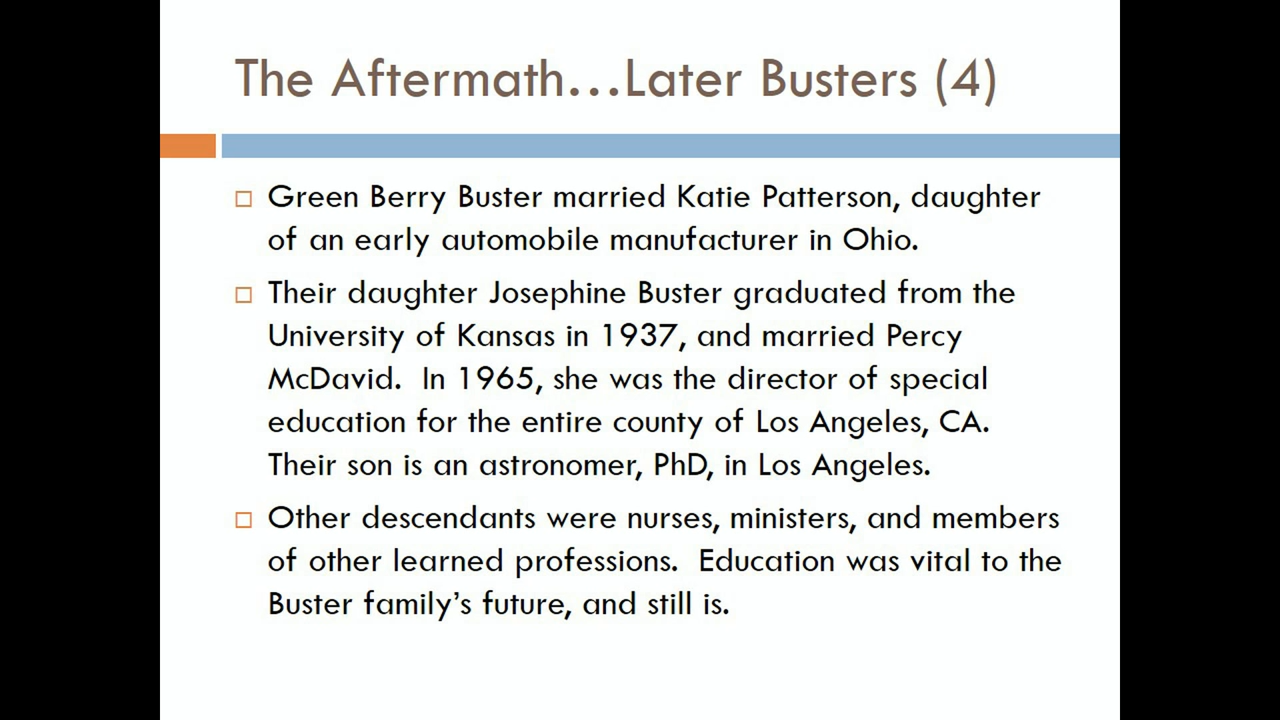 The Aftermath…Later Busters (4)
Green Berry Buster married Katie Patterson, daughter
of an early automobile manufacturer in Ohio.
Their daughter Josephine Buster graduated from the
University of Kansas in 1937, and married Percy
McDavid.  In 1965, she was the director of special
education for the entire county of Los Angeles, CA.
Their son is an astronomer, PhD, in Los Angeles.
Other descendants were nurses, ministers, and members
of other learned professions.  Education was vital to the
Buster family’s future, and still is.